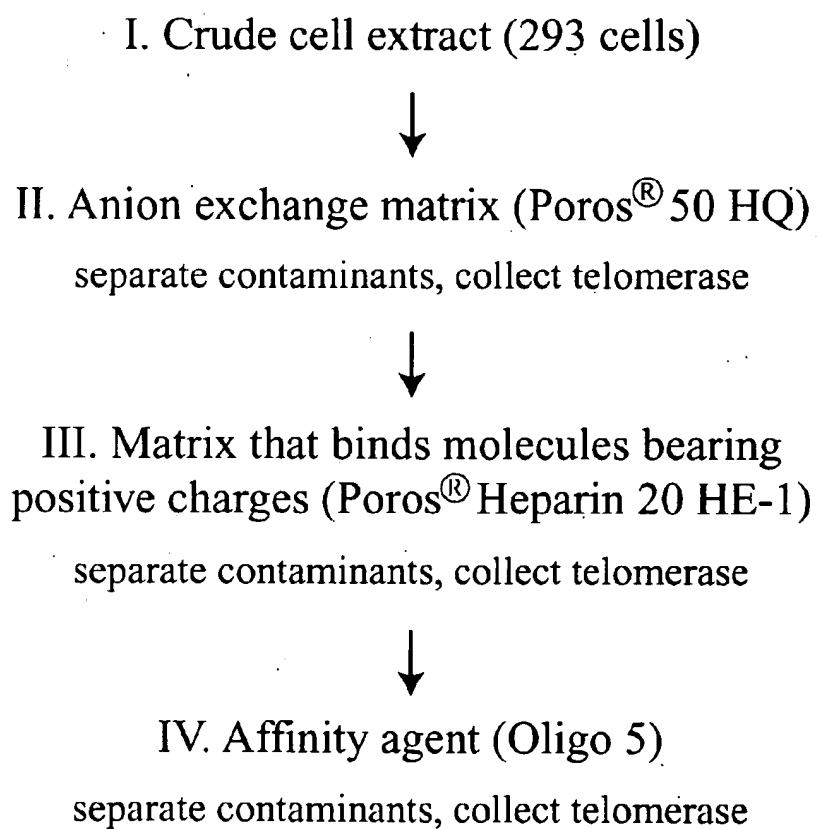 I. Crude cell extract (293 cells)
II. Anion exchange matrix (Poros® 50 HQ)
separate contaminants, collect telomerase
III. Matrix that binds molecules bearing
positive charges (Poros® Heparin 20 HE-1)
separate contaminants, collect telomerase
IV. Affinity agent (Oligo 5)
separate contaminants, collect telomerase